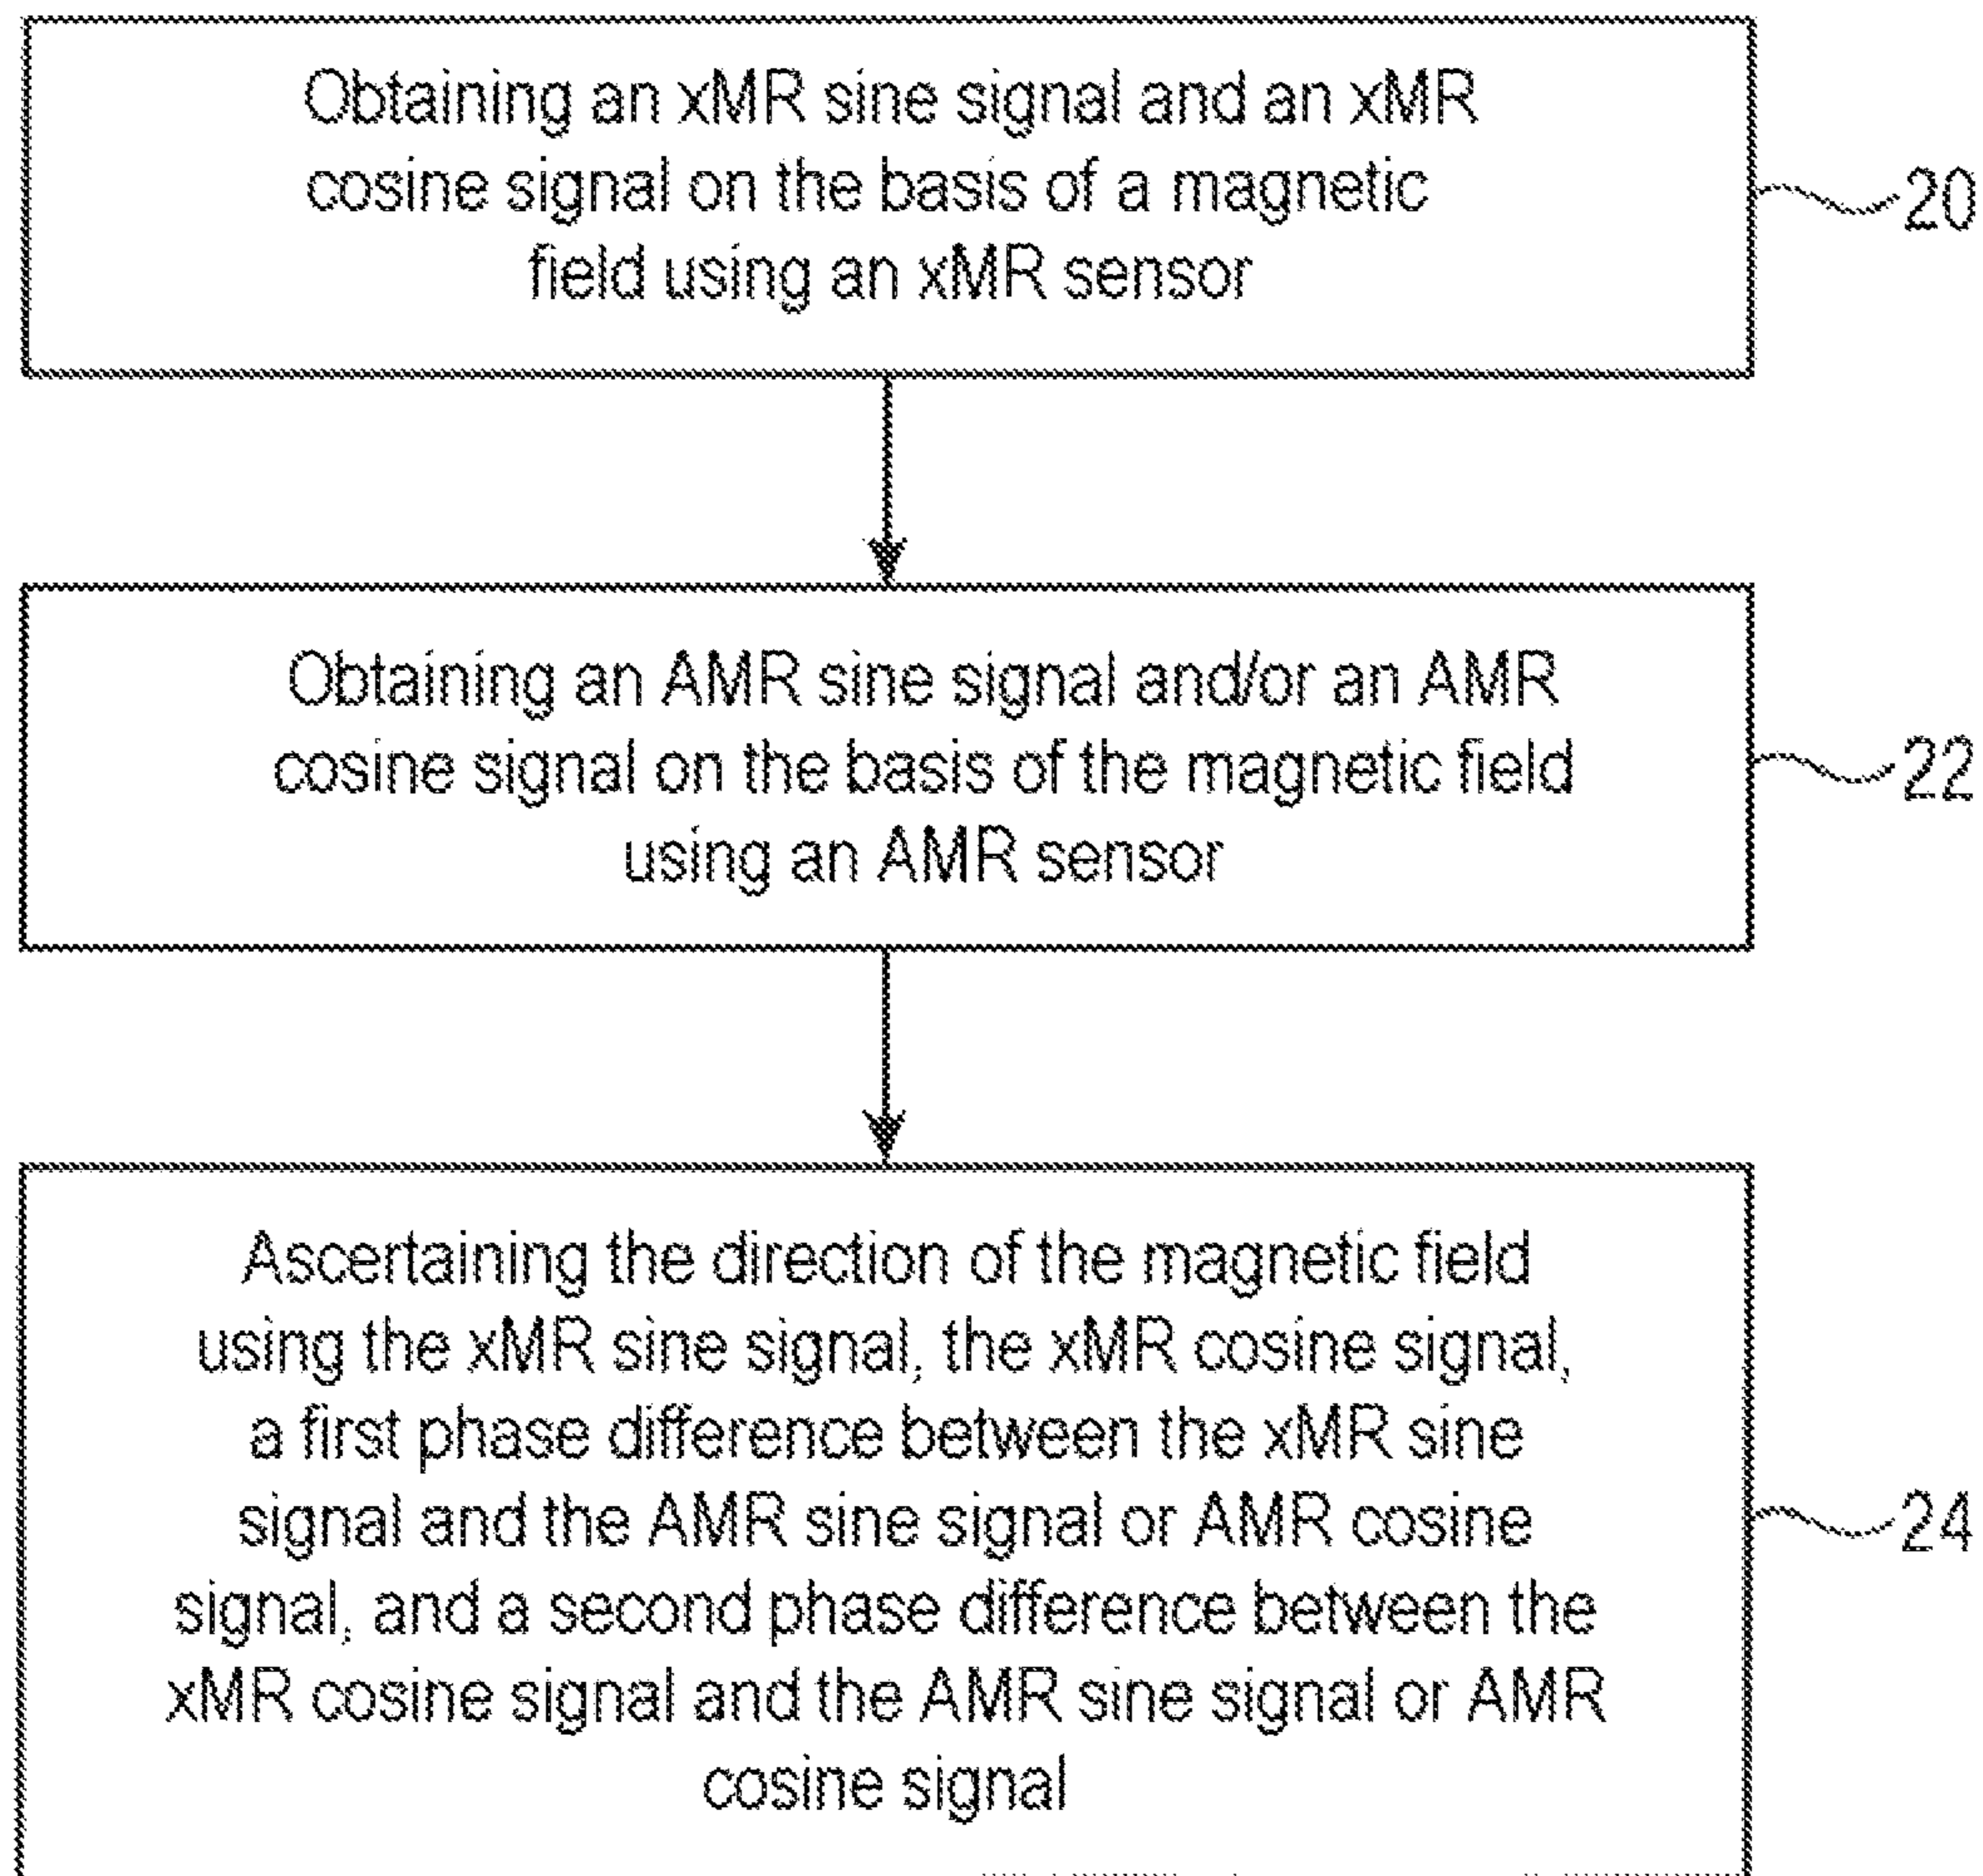 Obtaining an xMR sine signal and an xMR
cosine signal on the basis of a magnetic
field using an xMR sensor
20
Obtaining an AMR sine signal and/or an AMR
cosine signal on the basis of the magnetic field
using an AMR sensor
22
Ascertaining the direction of the magnetic field
using the xMR sine signal, the xMR cosine signal,
a first phase difference between the xMR sine
signal and the AMR sine signal or AMR cosine
signal, and a second phase difference between the
xMR cosine signal and the AMR sine signal or AMR
cosine signal
24